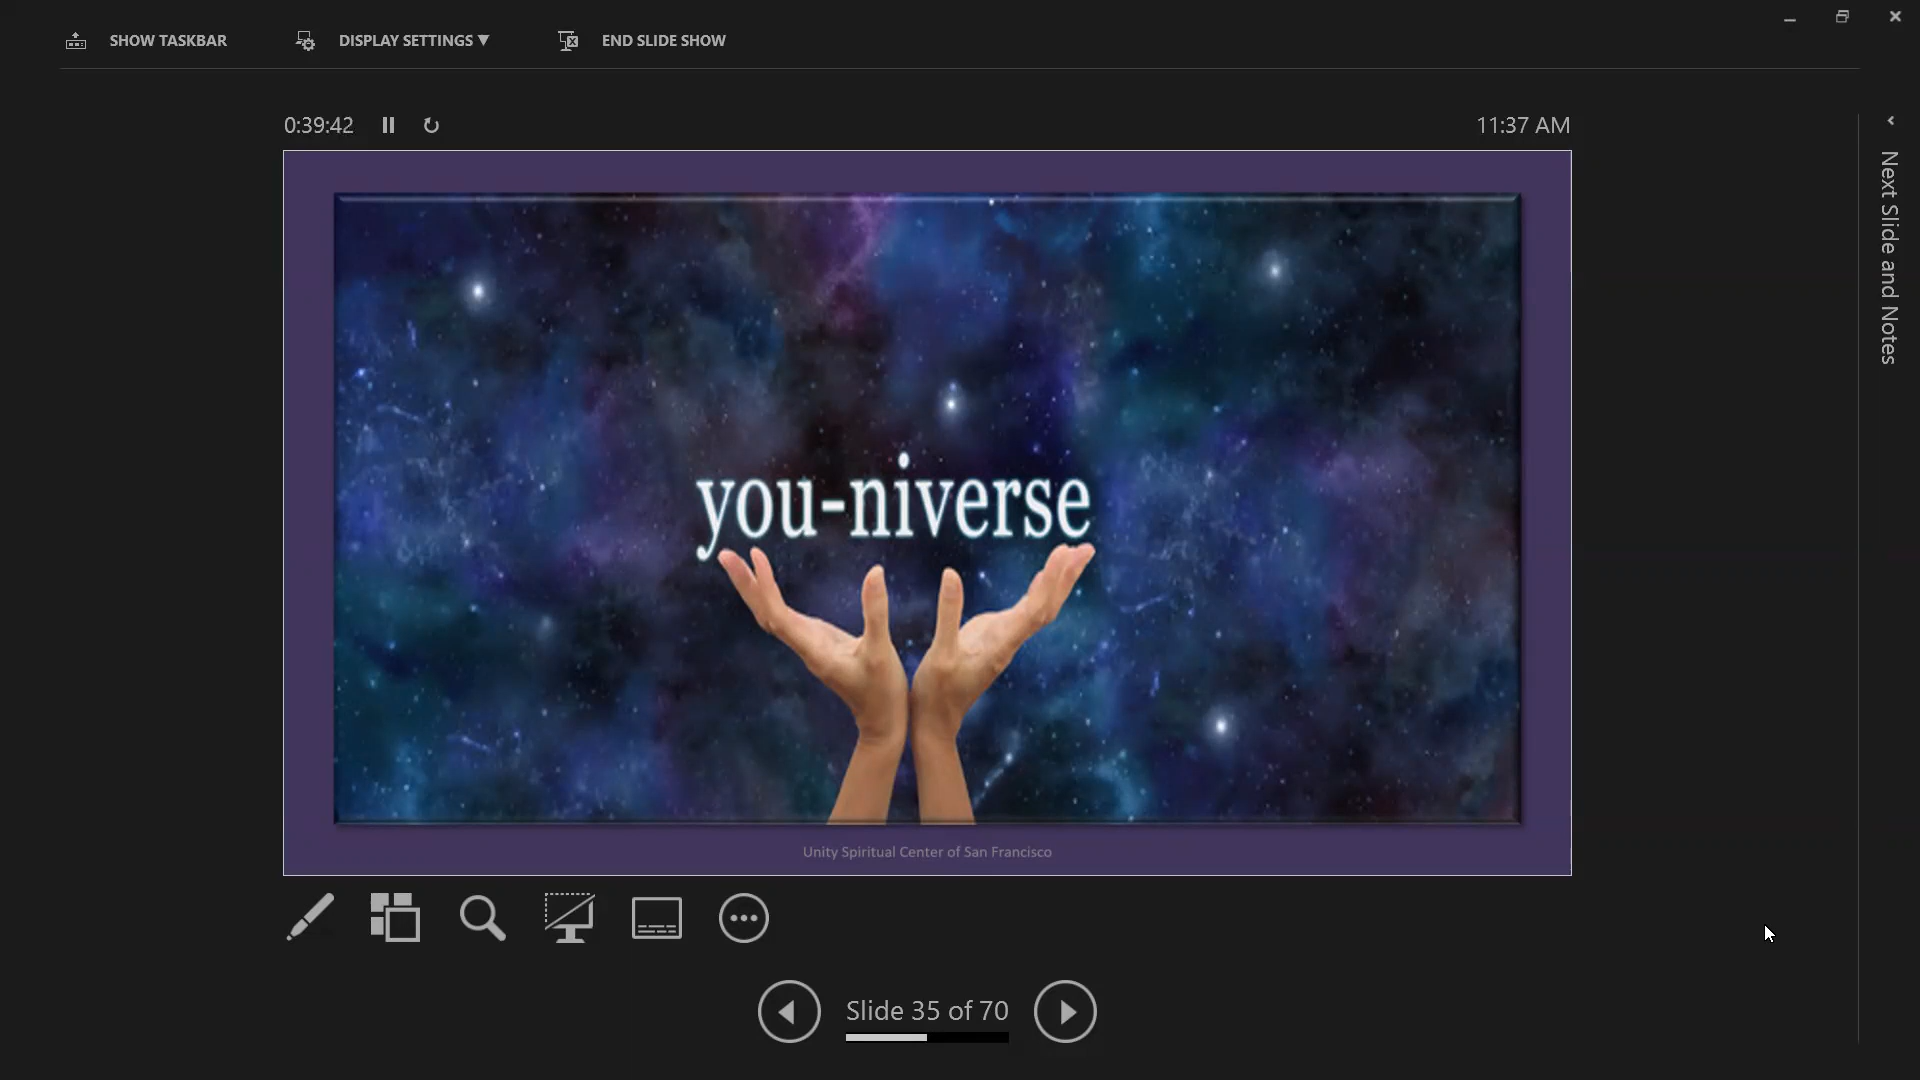 SHOW TASKBAR
DISPLAY SETTINGS ▼
END SLIDE SHOW
0:39:42
11:37 AM
you-niverse
Unity Spiritual Center of San Francisco
Slide 35 of 70
Next Slide and Notes